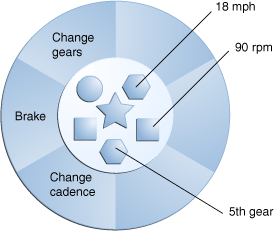 18 mph
Change
gears
90 rpm
Brake
Change
cadence
5th gear